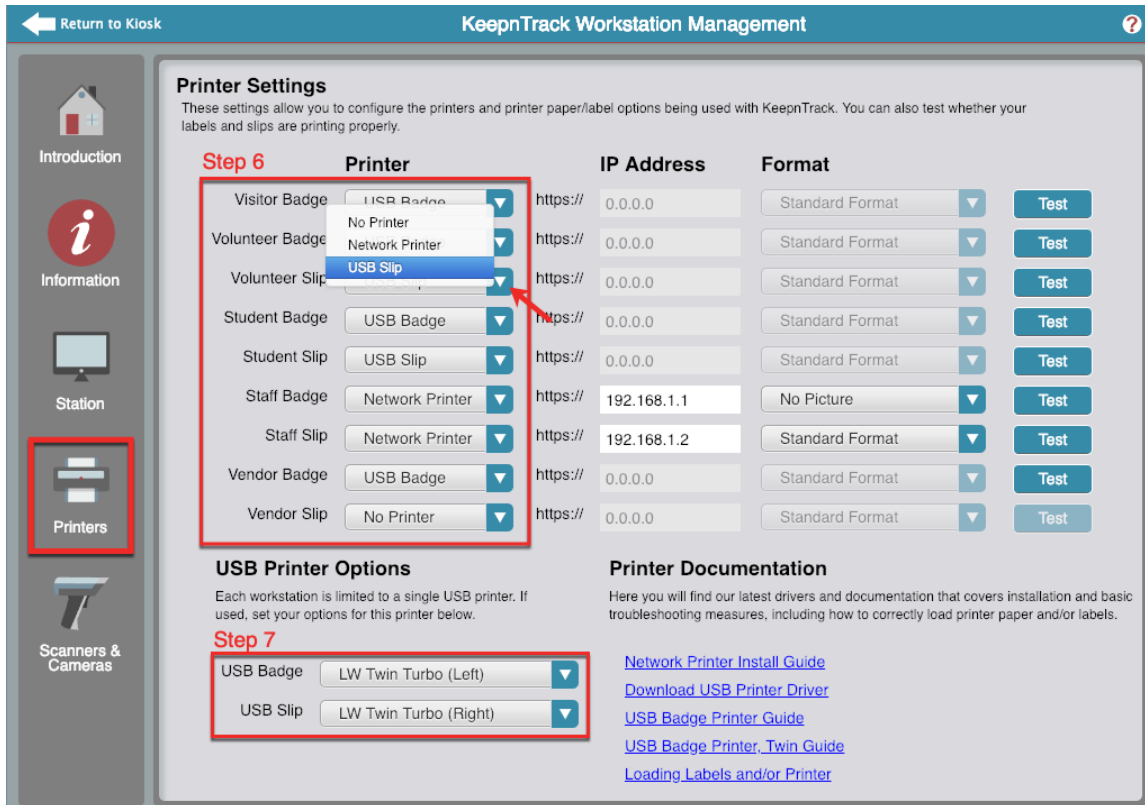 Return to Kiosk
KeepnTrack Workstation Management
?
Introduction
Information
Station
Printers
Scanners &
Cameras
Printer Settings
These settings allow you to configure the printers and printer paper/label options being used with KeepnTrack. You can also test whether your
labels and slips are printing properly.
Step 6
Printer IP Address Format
Visitor Badge USB Badge https:// 0.0.0.0 Standard Format Test
No Printer
Volunteer Badge Network Printer https:// 0.0.0.0 Standard Format Test
USB Slip
Volunteer Slip USB Slip https:// 0.0.0.0 Standard Format Test
Student Badge USB Badge https:// 0.0.0.0 Standard Format Test
Student Slip USB Slip https:// 0.0.0.0 Standard Format Test
Staff Badge Network Printer https:// 192.168.1.1 No Picture Test
Staff Slip Network Printer https:// 192.168.1.2 Standard Format Test
Vendor Badge USB Badge https:// 0.0.0.0 Standard Format Test
Vendor Slip No Printer https:// 0.0.0.0 Standard Format Test
USB Printer Options
Each workstation is limited to a single USB printer. If
used, set your options for this printer below.
Step 7
USB Badge LW Twin Turbo (Left)
USB Slip LW Twin Turbo (Right)
Printer Documentation
Here you will find our latest drivers and documentation that covers installation and basic
troubleshooting measures, including how to correctly load printer paper and/or labels.
Network Printer Install Guide
Download USB Printer Driver
USB Badge Printer Guide
USB Badge Printer, Twin Guide
Loading Labels and/or Printer